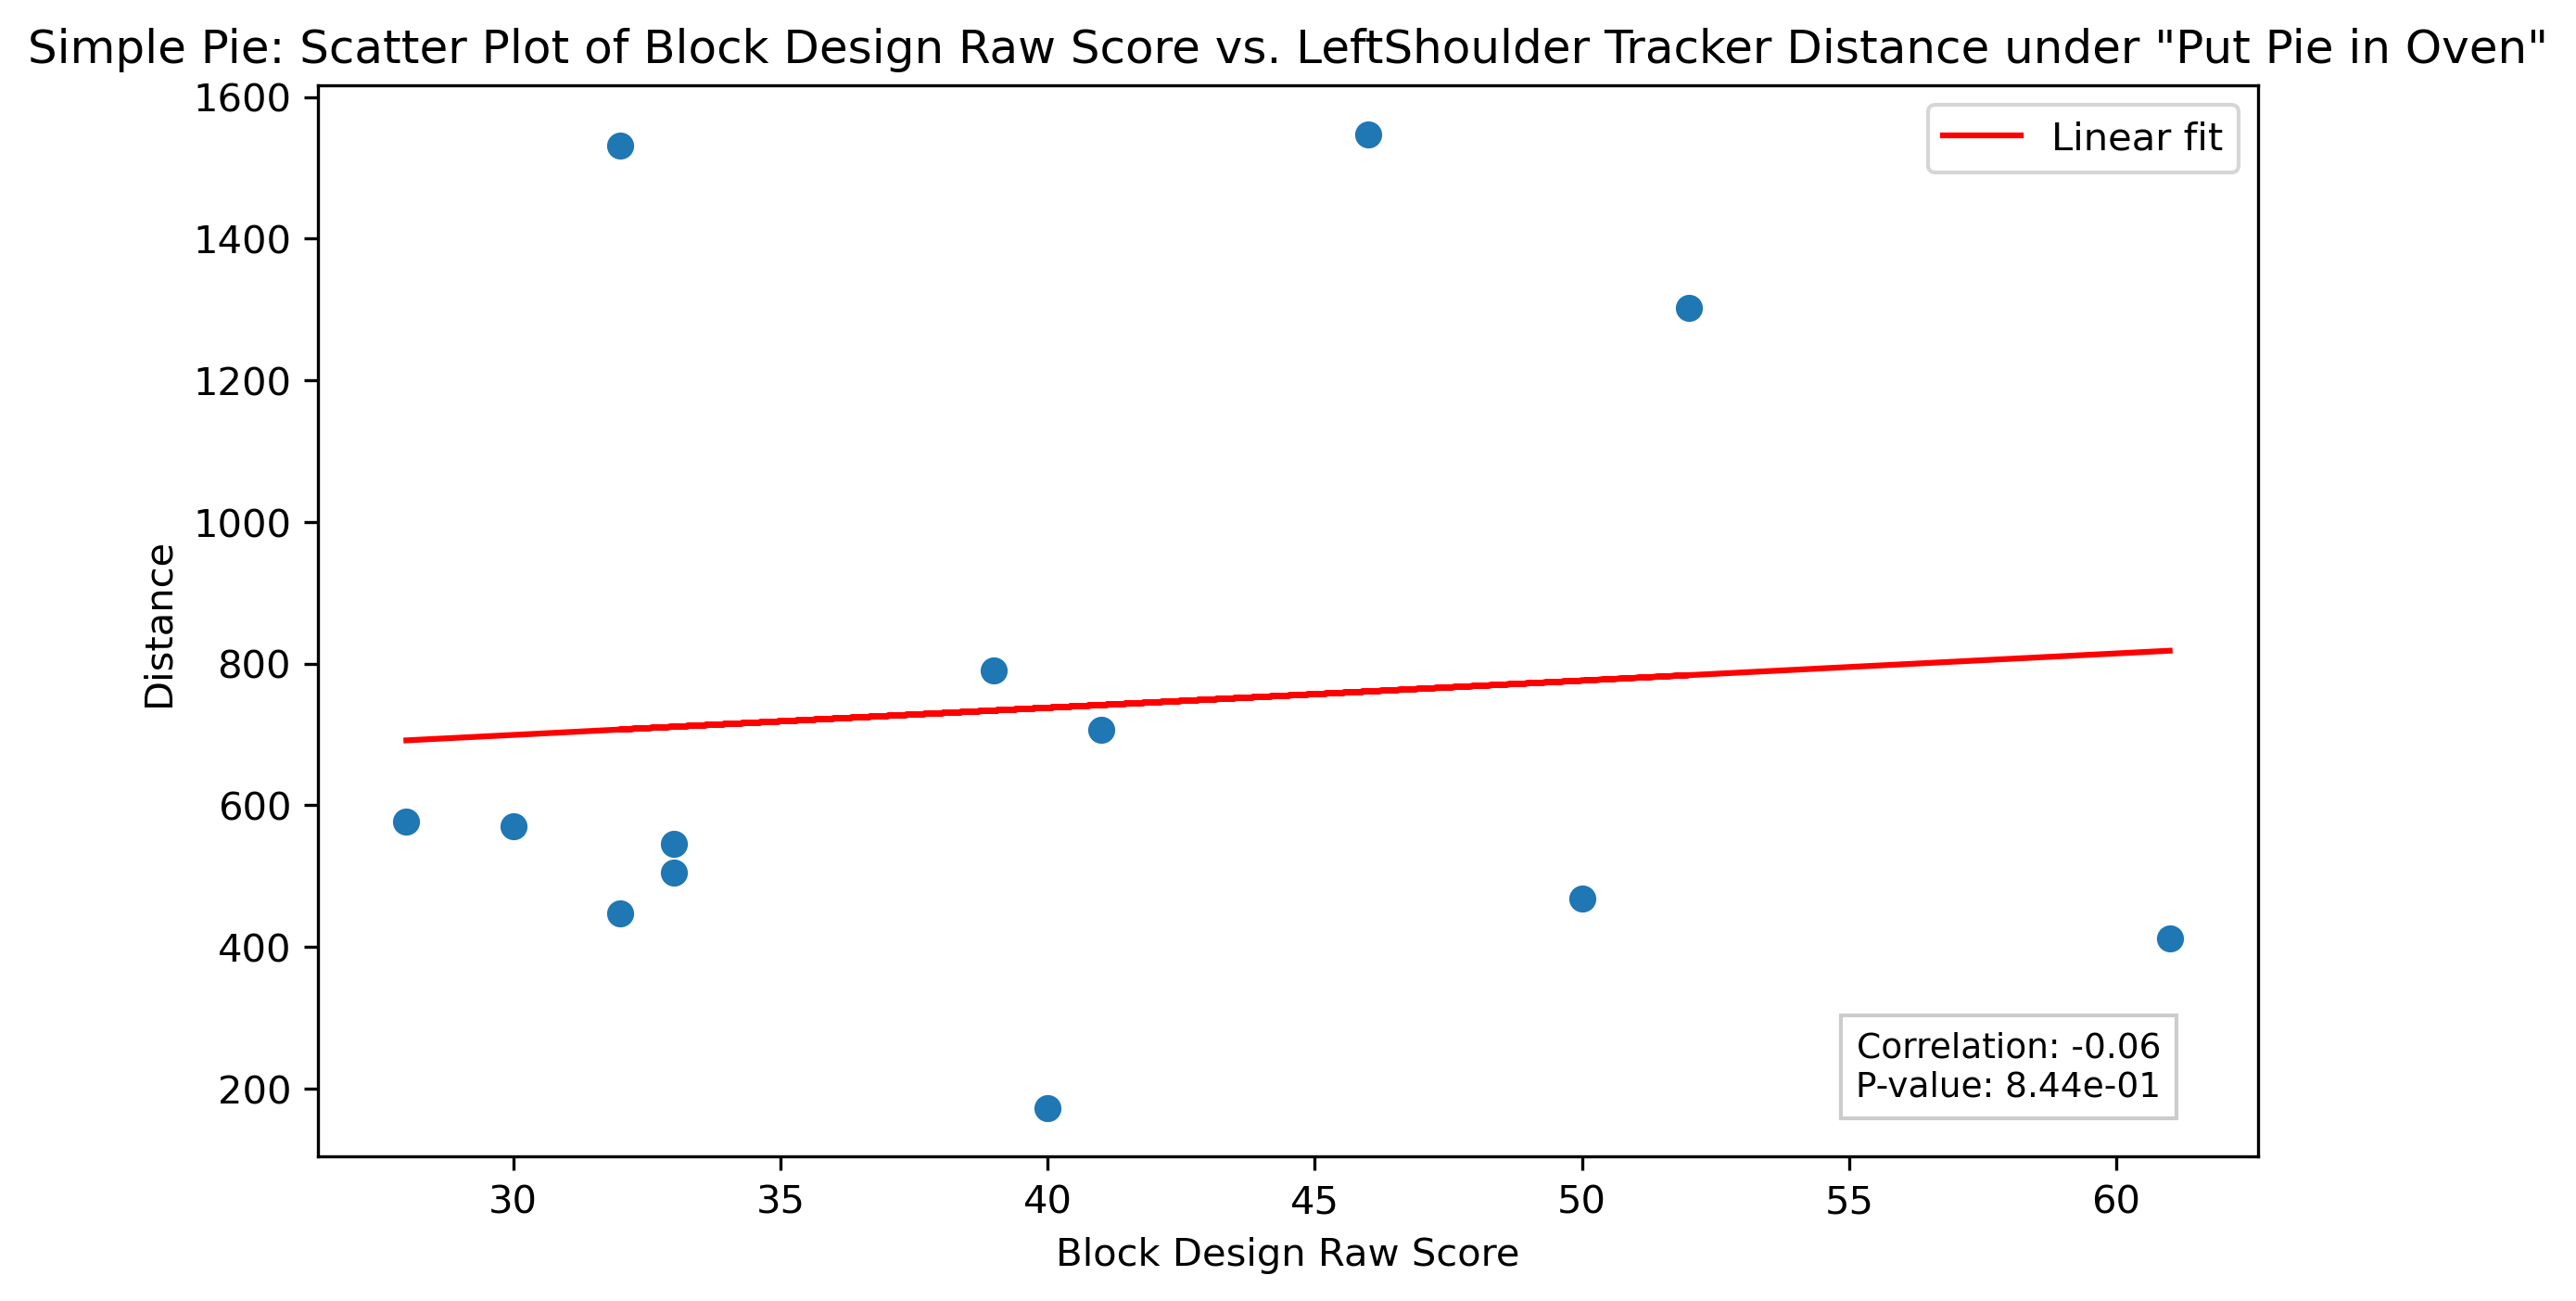 Simple Pie: Scatter Plot of Block Design Raw Score vs. LeftShoulder Tracker Distance under "Put Pie in Oven"
1600
1400
1200
1000
800
600
400
200
Distance
Linear fit
Correlation: -0.06
P-value: 8.44e-01
30 35 40 45 50 55 60
Block Design Raw Score